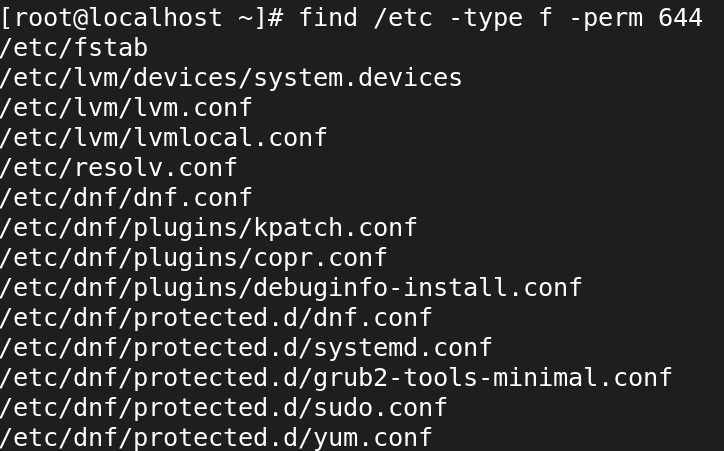 [root@localhost ~]# find /etc -type f -perm 644
/etc/fstab
/etc/lvm/devices/system.devices
/etc/lvm/lvm.conf
/etc/lvm/lvmlocal.conf
/etc/resolv.conf
/etc/dnf/dnf.conf
/etc/dnf/plugins/kpatch.conf
/etc/dnf/plugins/copr.conf
/etc/dnf/plugins/debuginfo-install.conf
/etc/dnf/protected.d/dnf.conf
/etc/dnf/protected.d/systemd.conf
/etc/dnf/protected.d/grub2-tools-minimal.conf
/etc/dnf/protected.d/sudo.conf
/etc/dnf/protected.d/yum.conf